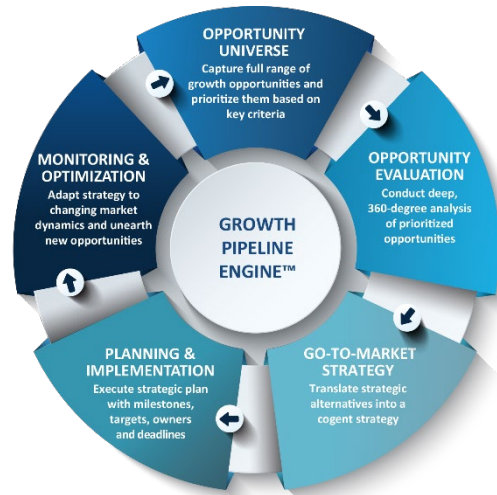 OPPORTUNITY
UNIVERSE
Capture full range of
growth opportunities and
prioritize them based on
key criteria
OPPORTUNITY
EVALUATION
Conduct deep,
360-degree analysis
of prioritized
opportunities
GO-TO-MARKET
STRATEGY
Translate strategic
alternatives into a
cogent strategy
PLANNING &
IMPLEMENTATION
Execute strategic plan
with milestones,
targets, owners
and deadlines
MONITORING &
OPTIMIZATION
Adapt strategy to
changing market
dynamics and unearth
new opportunities
GROWTH
PIPELINE
ENGINE™